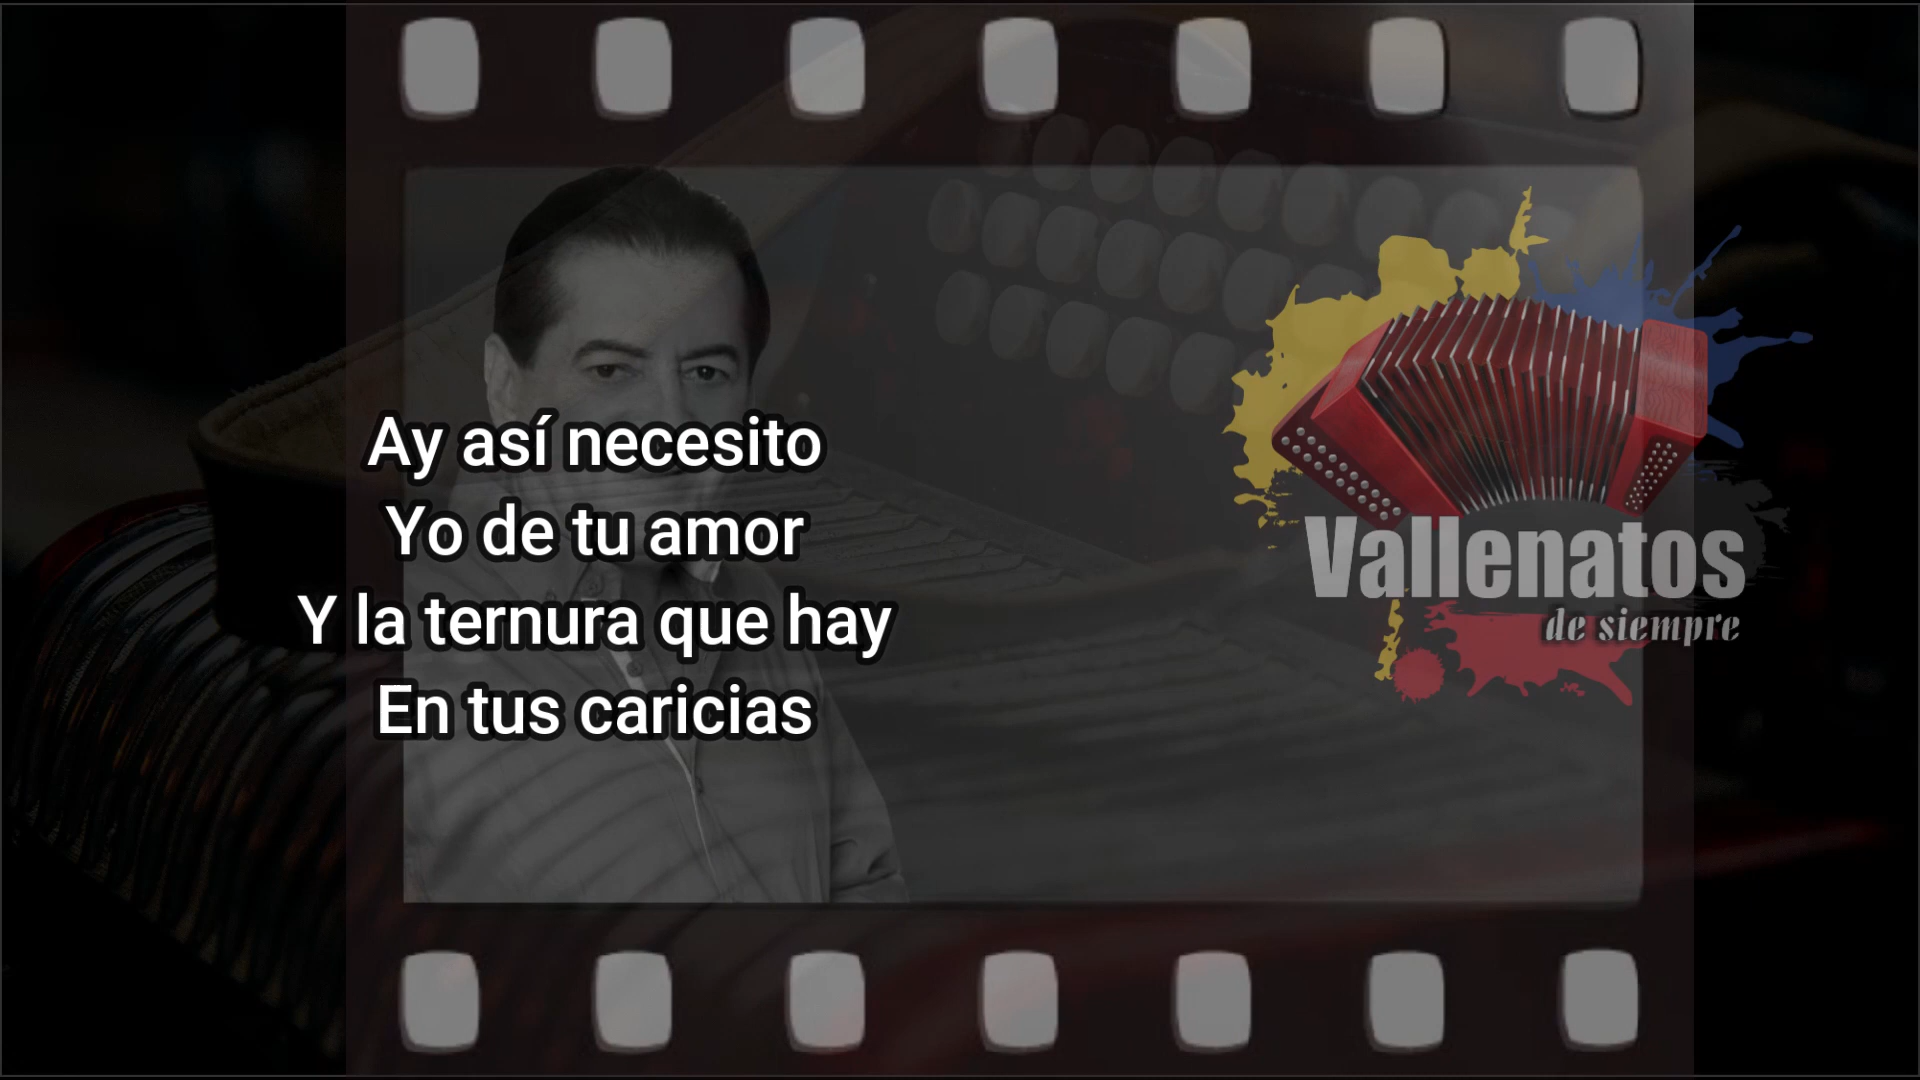 Ay así necesito
Yo de tu amor
Y la ternura que hay
En tus caricias
Vallenatos
de siempre